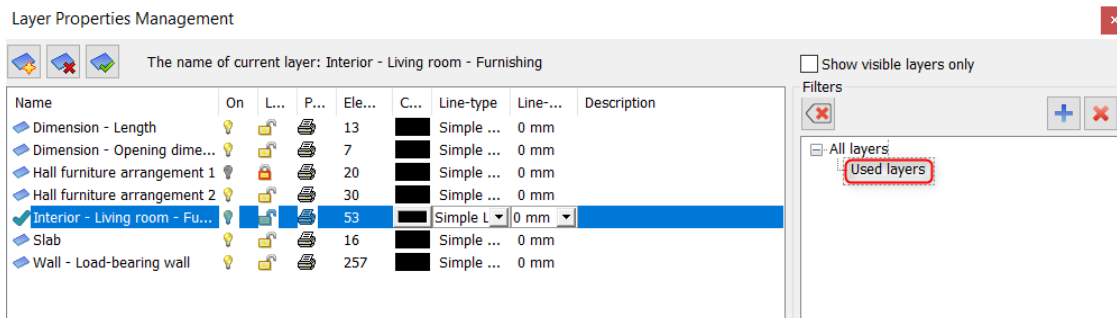 Layer Properties Management
The name of current layer: Interior - Living room - Furnishing
Show visible layers only
Filters
Name On L... P... Ele... C... Line-type Line-... Description
Dimension - Length 13 Simple ... 0 mm
Dimension - Opening dime... 7 Simple ... 0 mm
Hall furniture arrangement 1 20 Simple ... 0 mm
Hall furniture arrangement 2 30 Simple ... 0 mm
Interior - Living room - Fu... 53 Simple L 0 mm
Slab 16 Simple ... 0 mm
Wall - Load-bearing wall 257 Simple ... 0 mm
All layers
Used layers